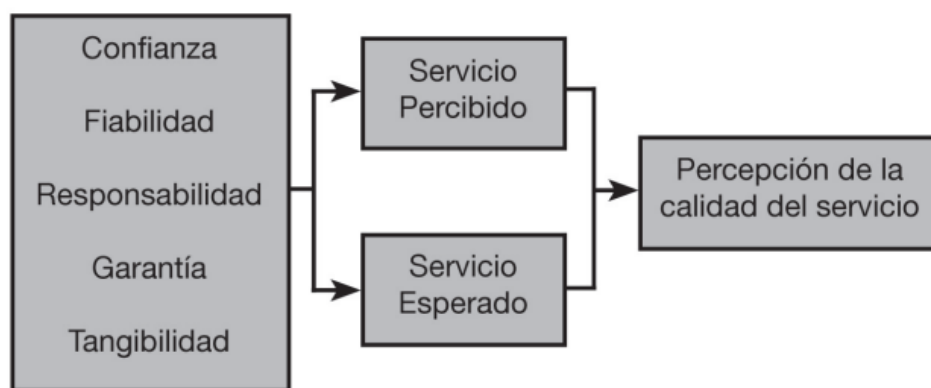 Confianza
Fiabilidad
Responsabilidad
Garantía
Tangibilidad
Servicio
Percibido
Servicio
Esperado
Percepción de la
calidad del servicio